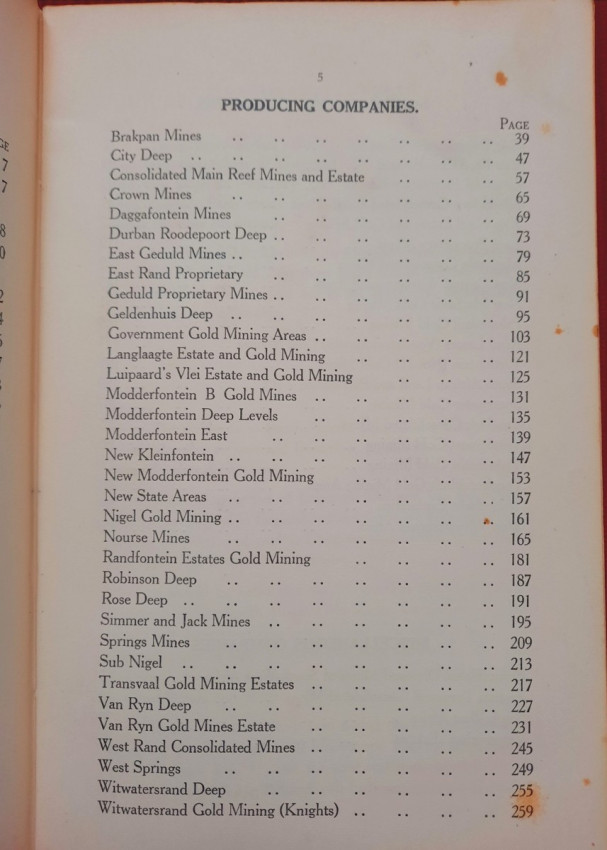 5
PRODUCING COMPANIES.
PAGE
Brakpan Mines .. .. .. .. .. .. .. 39
City Deep .. .. .. .. .. .. .. .. 47
Consolidated Main Reef Mines and Estate .. .. .. 57
Crown Mines .. .. .. .. .. .. .. 65
Daggafontein Mines .. .. .. .. .. .. 69
Durban Roodepoort Deep .. .. .. .. .. .. 73
East Geduld Mines .. .. .. .. .. .. .. 79
East Rand Proprietary .. .. .. .. .. .. 85
Geduld Proprietary Mines .. .. .. .. .. .. 91
Geldenhuis Deep .. .. .. .. .. .. .. 95
Government Gold Mining Areas .. .. .. .. .. 103
Langlaagte Estate and Gold Mining .. .. .. .. 121
Luipaard's Vlei Estate and Gold Mining .. .. .. 125
Modderfontein B Gold Mines .. .. .. .. .. 131
Modderfontein Deep Levels .. .. .. .. .. 135
Modderfontein East .. .. .. .. .. .. 139
New Kleinfontein .. .. .. .. .. .. .. 147
New Modderfontein Gold Mining .. .. .. .. 153
New State Areas .. .. .. .. .. .. .. 157
Nigel Gold Mining .. .. .. .. .. .. .. 161
Nourse Mines .. .. .. .. .. .. .. 165
Randfontein Estates Gold Mining .. .. .. .. 181
Robinson Deep .. .. .. .. .. .. .. 187
Rose Deep .. .. .. .. .. .. .. .. 191
Simmer and Jack Mines .. .. .. .. .. .. 195
Springs Mines .. .. .. .. .. .. .. 209
Sub Nigel .. .. .. .. .. .. .. .. 213
Transvaal Gold Mining Estates .. .. .. .. .. 217
Van Ryn Deep .. .. .. .. .. .. .. 227
Van Ryn Gold Mines Estate .. .. .. .. .. 231
West Rand Consolidated Mines .. .. .. .. .. 245
West Springs .. .. .. .. .. .. .. 249
Witwatersrand Deep .. .. .. .. .. .. 255
Witwatersrand Gold Mining (Knights) .. .. .. .. 259